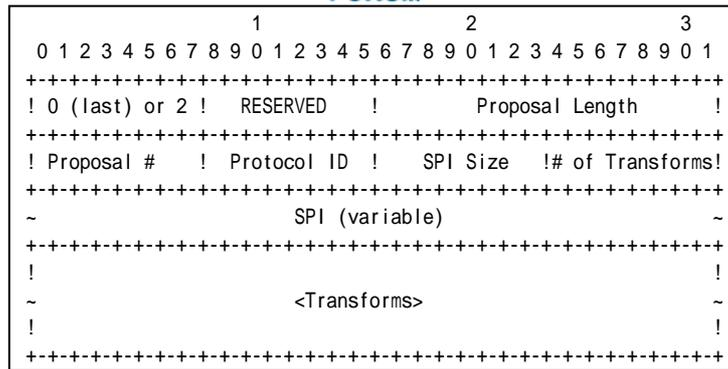 1 2 3
0 1 2 3 4 5 6 7 8 9 0 1 2 3 4 5 6 7 8 9 0 1 2 3 4 5 6 7 8 9 0 1
+-+-+-+-+-+-+-+-+-+-+-+-+-+-+-+-+-+-+-+-+-+-+-+-+-+-+-+-+-+-+-+-+
! 0 (last) or 2 ! RESERVED ! Proposal Length !
+-+-+-+-+-+-+-+-+-+-+-+-+-+-+-+-+-+-+-+-+-+-+-+-+-+-+-+-+-+-+-+-+
! Proposal # ! Protocol ID ! SPI Size !# of Transforms!
+-+-+-+-+-+-+-+-+-+-+-+-+-+-+-+-+-+-+-+-+-+-+-+-+-+-+-+-+-+-+-+-+
~ SPI (variable) ~
+-+-+-+-+-+-+-+-+-+-+-+-+-+-+-+-+-+-+-+-+-+-+-+-+-+-+-+-+-+-+-+-+
! !
~ <Transforms> ~
! !
+-+-+-+-+-+-+-+-+-+-+-+-+-+-+-+-+-+-+-+-+-+-+-+-+-+-+-+-+-+-+-+-+